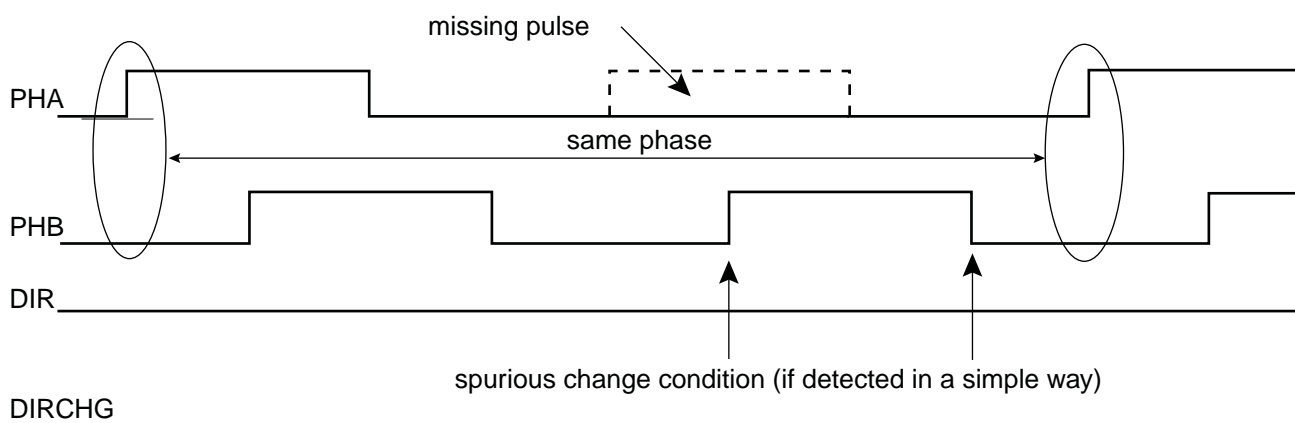 missing pulse
PHA
same phase
PHB
DIR
spurious change condition (if detected in a simple way)
DIRCHG